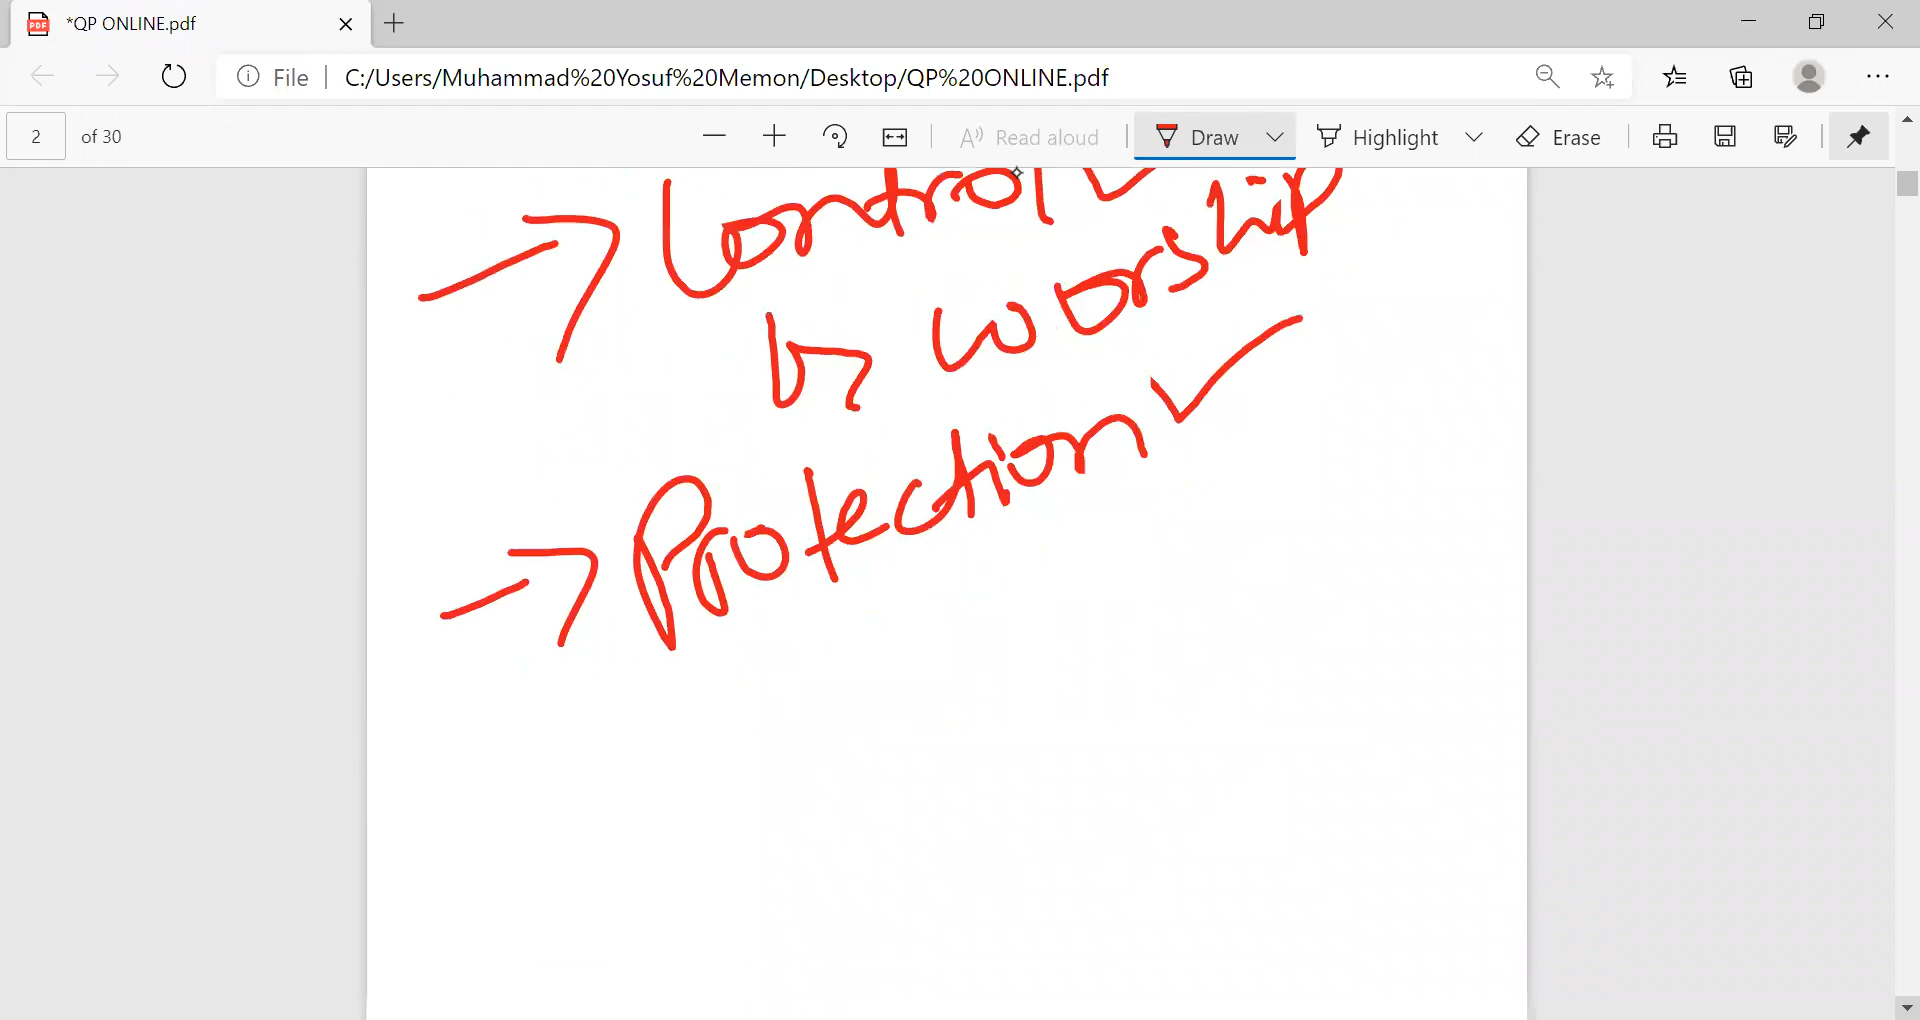 *QP ONLINE.pdf
File | C:/Users/Muhammad%20Yosuf%20Memon/Desktop/QP%20ONLINE.pdf
2 of 30 Read aloud Draw Highlight Erase
→ Control ✓
by worship
→ Protection ✓